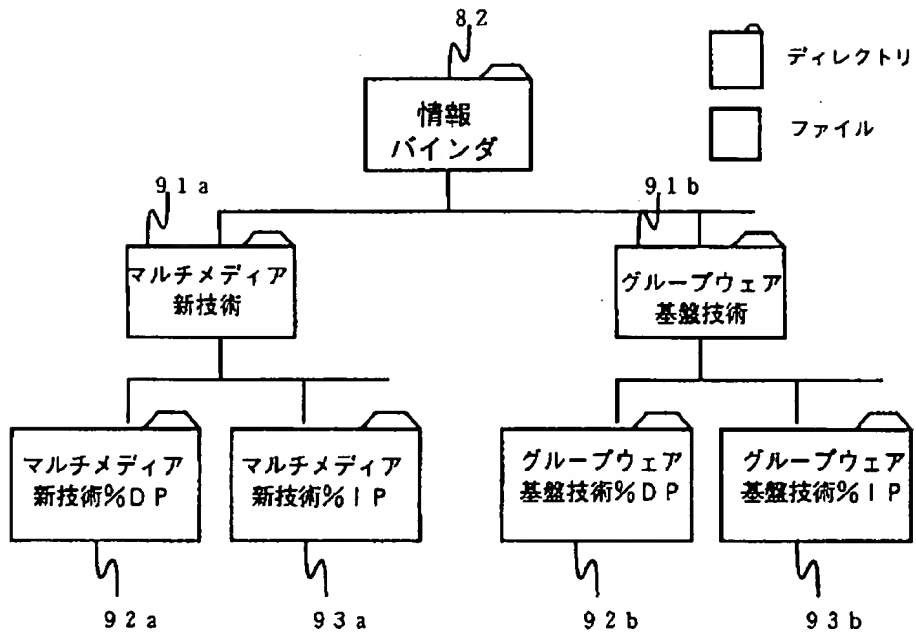 ８２
ディレクトリ
情報
バインダ
ファイル
９１ａ
９１ｂ
マルチメディア
新技術
グループウェア
基盤技術
マルチメディア
新技術％ＤＰ
マルチメディア
新技術％ＩＰ
グループウェア
基盤技術％ＤＰ
グループウェア
基盤技術％ＩＰ
９２ａ
９３ａ
９２ｂ
９３ｂ